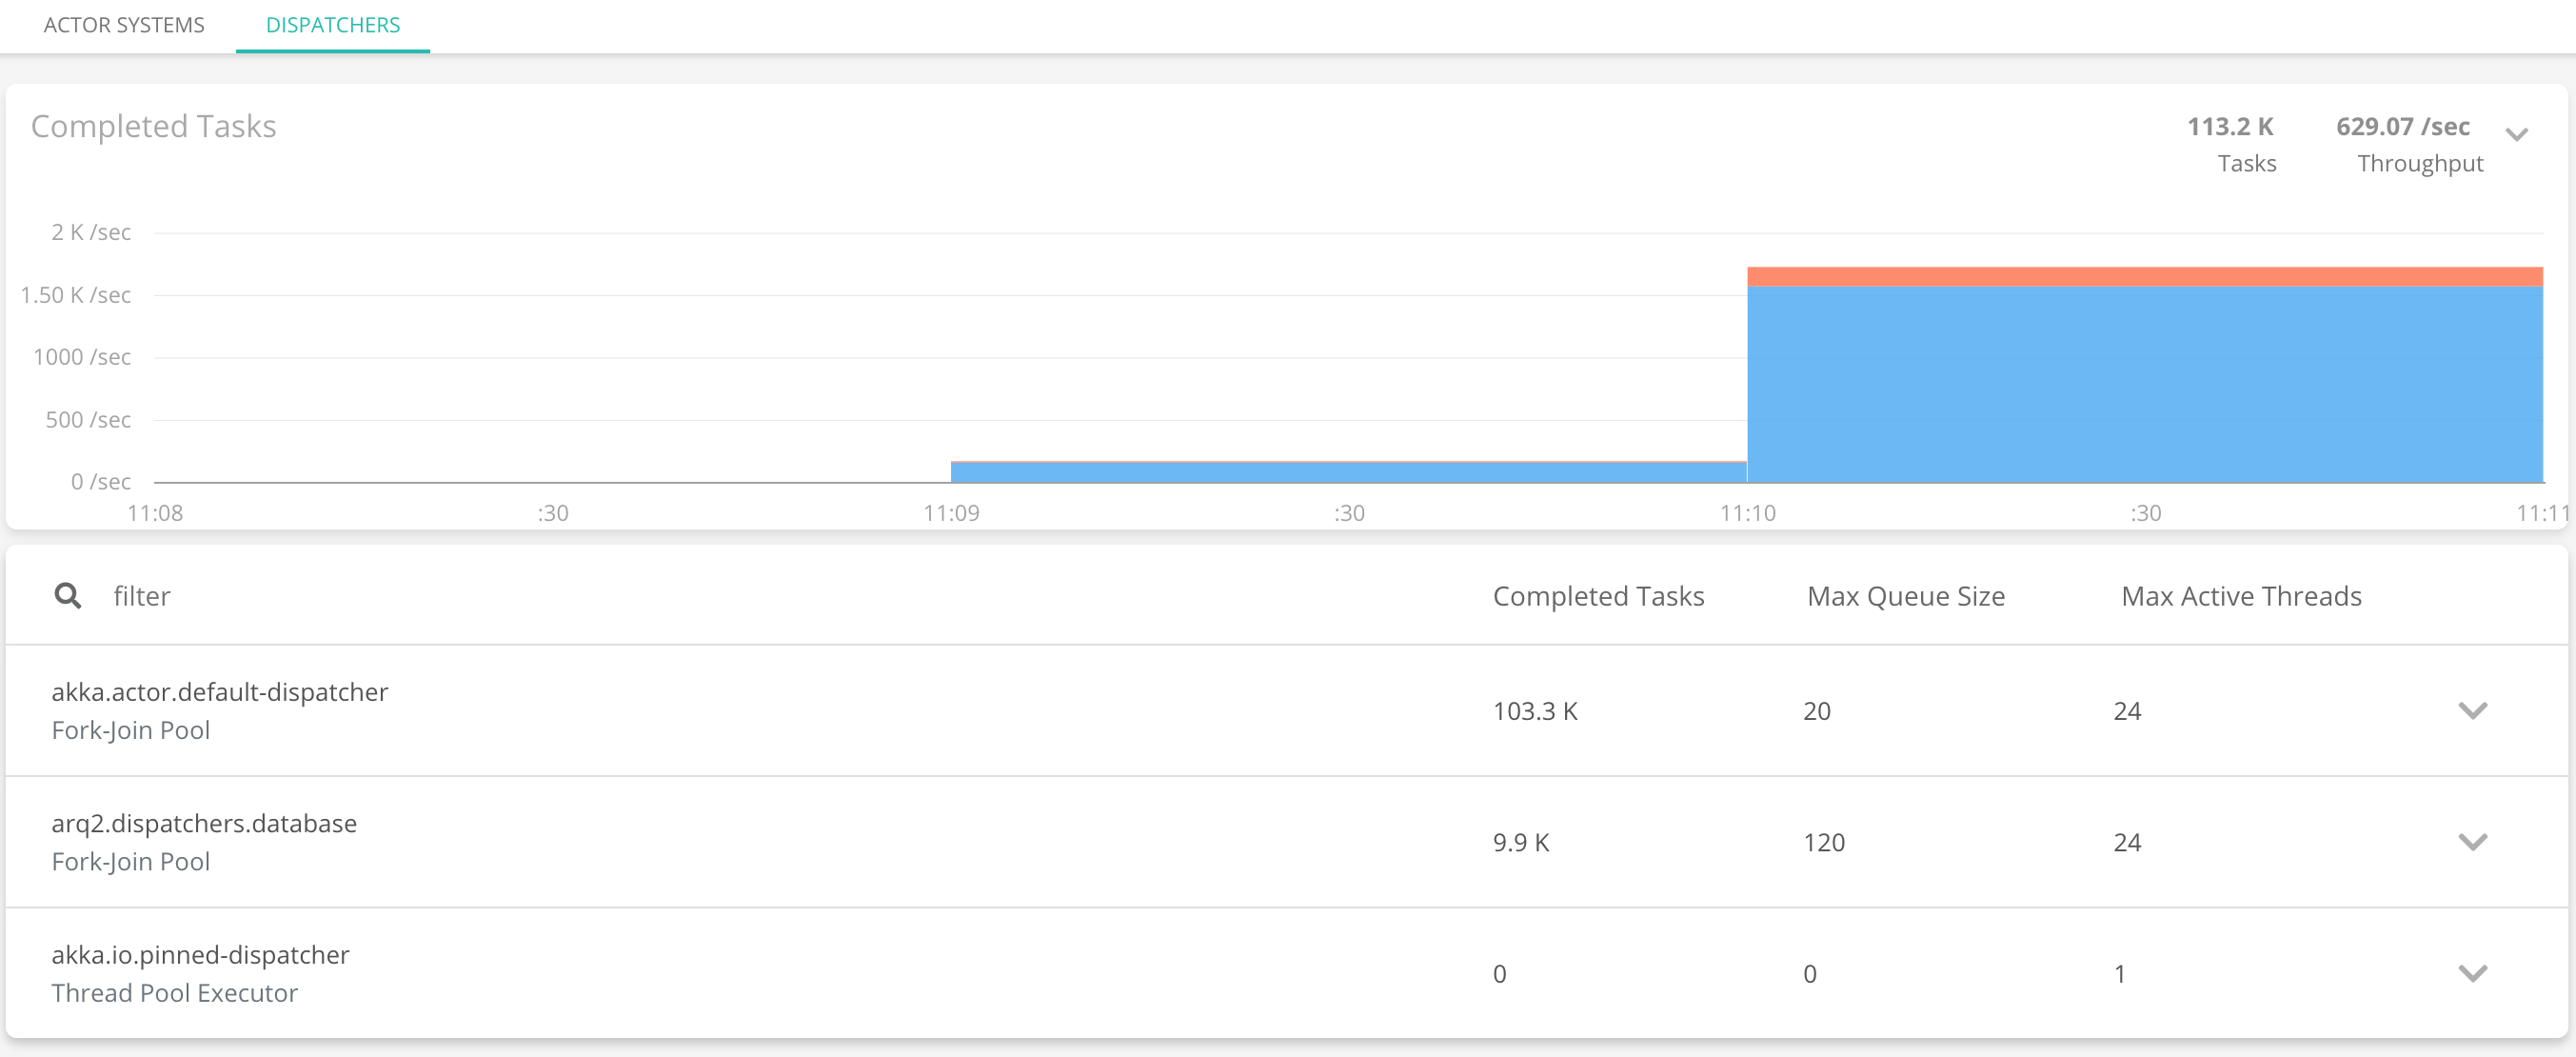 ACTOR SYSTEMS DISPATCHERS
Completed Tasks 113.2 K 629.07 /sec
Tasks Throughput
2 K /sec
1.50 K /sec
1000 /sec
500 /sec
0 /sec
11:08 :30 11:09 :30 11:10 :30 11:11
filter Completed Tasks Max Queue Size Max Active Threads
akka.actor.default-dispatcher
Fork-Join Pool
103.3 K 20 24
arq2.dispatchers.database
Fork-Join Pool
9.9 K 120 24
akka.io.pinned-dispatcher
Thread Pool Executor
0 0 1